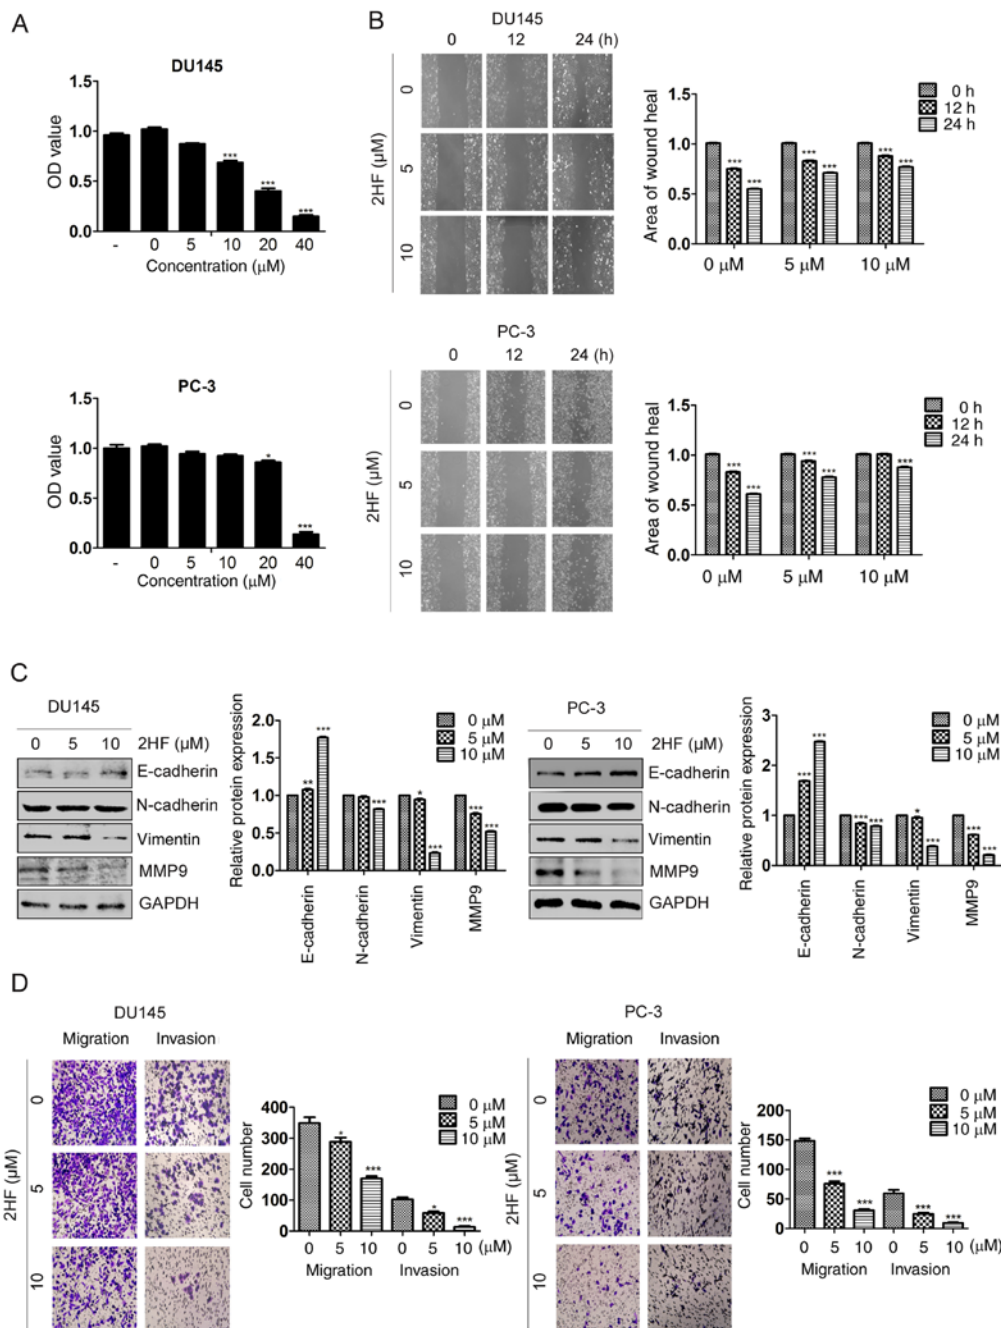 A
DU145
1.5
1.0
0.5
0.0
OD value
***
***
***
- 0 5 10 20 40
Concentration (µM)
PC-3
1.5
1.0
0.5
0.0
OD value
*
***
- 0 5 10 20 40
Concentration (µM)
B
DU145
0 12 24 (h)
2HF (µM)
0
5
10
0 h
12 h
24 h
Area of wound heal
1.5
1.0
0.5
0.0
*** *** *** *** *** ***
0 µM 5 µM 10 µM
PC-3
0 12 24 (h)
2HF (µM)
0
5
10
0 h
12 h
24 h
Area of wound heal
1.5
1.0
0.5
0.0
*** *** *** *** ***
0 µM 5 µM 10 µM
C
DU145
0 5 10 2HF (µM)
E-cadherin
N-cadherin
Vimentin
MMP9
GAPDH
Relative protein expression
2.0
1.5
1.0
0.5
0
0 µM
5 µM
10 µM
** *** *** * *** *** ***
E-cadherin
N-cadherin
Vimentin
MMP9
PC-3
0 5 10 2HF (µM)
E-cadherin
N-cadherin
Vimentin
MMP9
GAPDH
Relative protein expression
3
2
1
0
0 µM
5 µM
10 µM
*** *** *** *** * *** *** ***
E-cadherin
N-cadherin
Vimentin
MMP9
D
DU145
Migration Invasion
2HF (µM)
0
5
10
Cell number
400
300
200
100
0
0 µM
5 µM
10 µM
* *** * ***
0 5 10 0 5 10 (µM)
Migration Invasion
PC-3
Migration Invasion
2HF (µM)
0
5
10
Cell number
200
150
100
50
0
0 µM
5 µM
10 µM
*** *** *** ***
0 5 10 0 5 10 (µM)
Migration Invasion